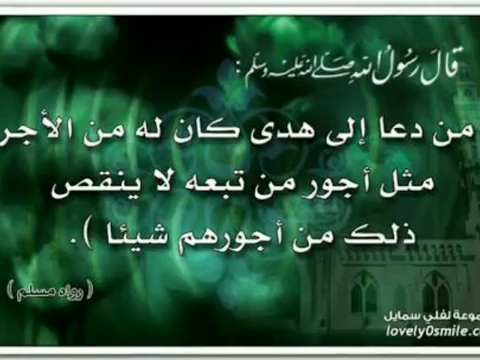 قال رسول الله صلى الله عليه وسلم :
من دعا إلى هدى كان له من الأجر
مثل أجور من تبعه لا ينقص
ذلك من أجورهم شيئا ).
( رواه مسلم )
موعة لفلي سمايل
lovely0smile.c